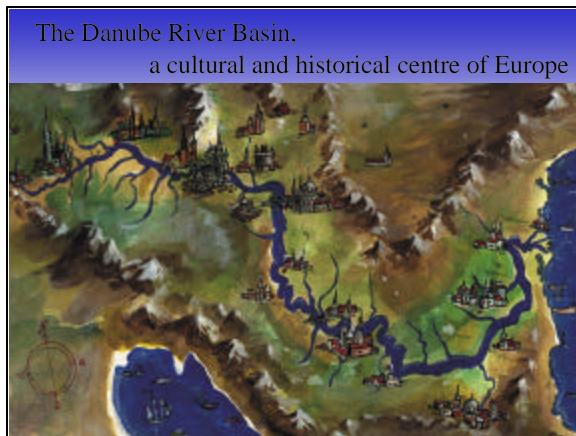 The Danube River Basin,
a cultural and historical centre of Europe